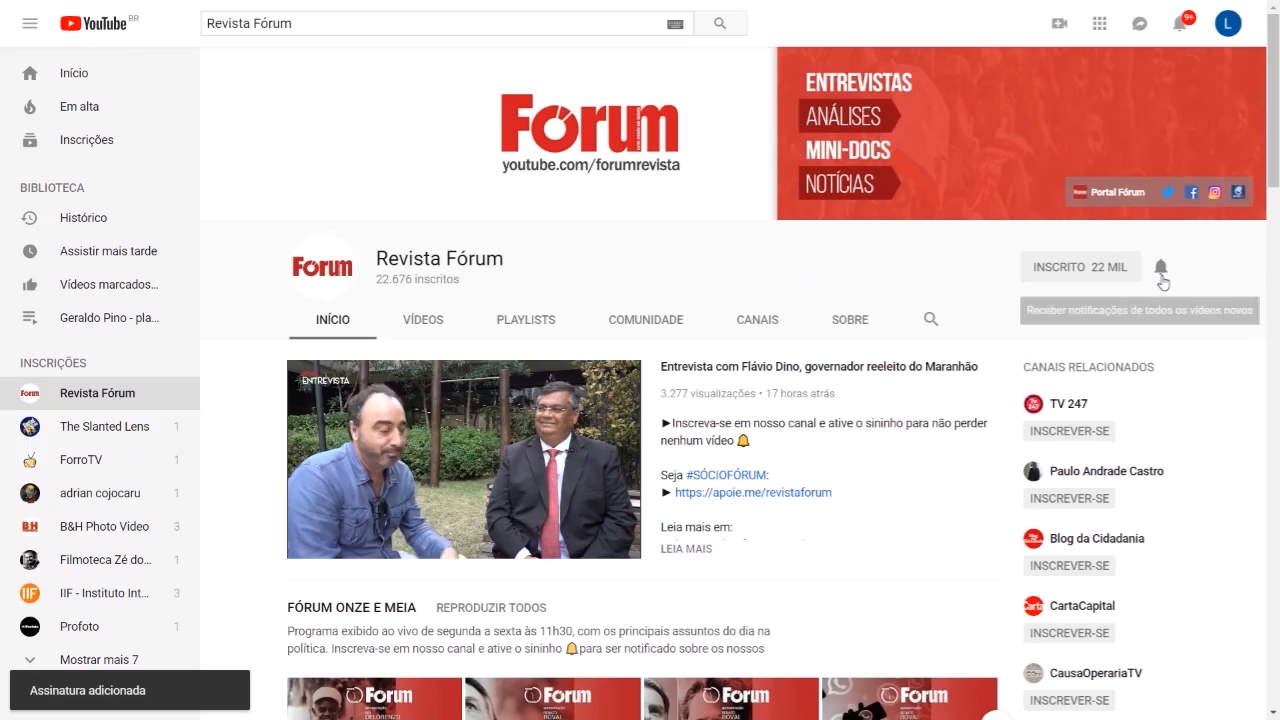 YouTube BR
Revista Fórum
9+
L
Início
Em alta
Inscrições
BIBLIOTECA
Histórico
Assistir mais tarde
Vídeos marcados...
Geraldo Pino - pla...
INSCRIÇÕES
Revista Fórum
The Slanted Lens 1
ForroTV 1
adrian cojocaru 1
B&H Photo Video 3
Filmoteca Zé do... 1
IIF - Instituto Int... 3
Profoto 1
Mostrar mais 7
Assinatura adicionada
Fórum
youtube.com/forumrevista
ENTREVISTAS
ANÁLISES
MINI-DOCS
NOTÍCIAS
Portal Fórum
Fórum
Revista Fórum
22.676 inscritos
INSCRITO 22 MIL
Receber notificações de todos os vídeos novos
INÍCIO VÍDEOS PLAYLISTS COMUNIDADE CANAIS SOBRE
ENTREVISTA
Entrevista com Flávio Dino, governador reeleito do Maranhão
3.277 visualizações • 17 horas atrás
►Inscreva-se em nosso canal e ative o sininho para não perder
nenhum vídeo 🔔
Seja #SÓCIOFÓRUM:
► https://apoie.me/revistaforum
Leia mais em:
LEIA MAIS
FÓRUM ONZE E MEIA REPRODUZIR TODOS
Programa exibido ao vivo de segunda a sexta às 11h30, com os principais assuntos do dia na
política. Inscreva-se em nosso canal e ative o sininho 🔔para ser notificado sobre os nossos
Fórum
Fórum
Fórum
Fórum
CANAIS RELACIONADOS
TV 247
INSCREVER-SE
Paulo Andrade Castro
INSCREVER-SE
Blog da Cidadania
INSCREVER-SE
CartaCapital
INSCREVER-SE
CausaOperariaTV
INSCREVER-SE